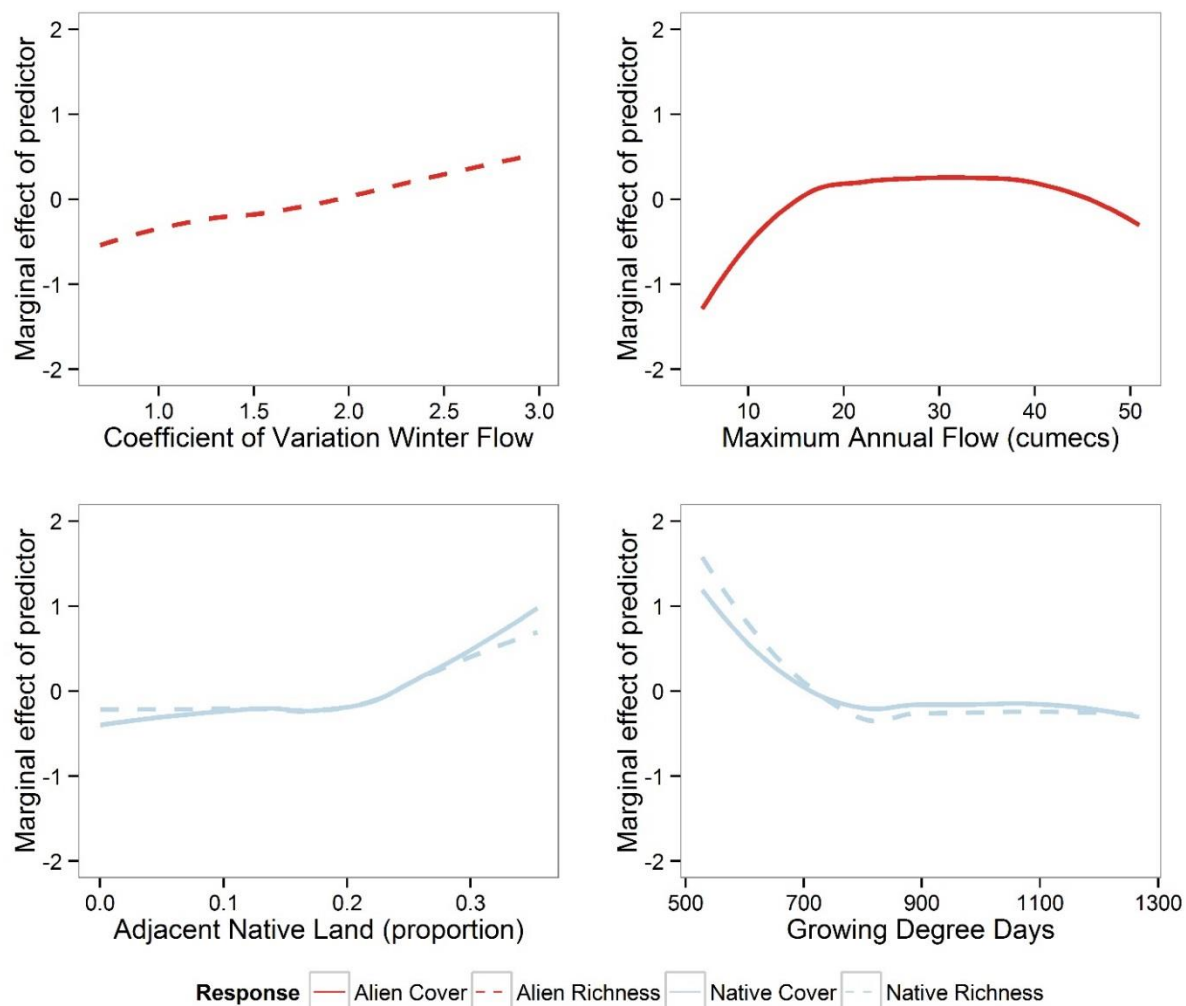 Marginal effect of predictor
2
1
0
-1
-2
1.0 1.5 2.0 2.5 3.0
Coefficient of Variation Winter Flow
Marginal effect of predictor
2
1
0
-1
-2
10 20 30 40 50
Maximum Annual Flow (cumecs)
Marginal effect of predictor
2
1
0
-1
-2
0.0 0.1 0.2 0.3
Adjacent Native Land (proportion)
Marginal effect of predictor
2
1
0
-1
-2
500 700 900 1100 1300
Growing Degree Days
Response Alien Cover Alien Richness Native Cover Native Richness